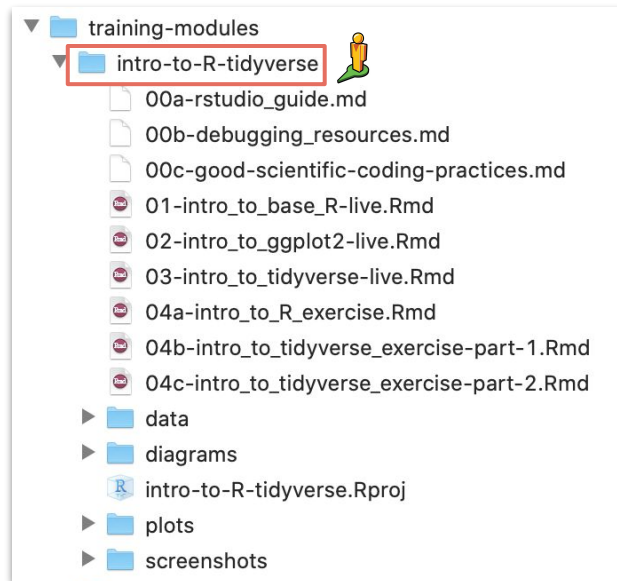 training-modules
intro-to-R-tidyverse
00a-rstudio_guide.md
00b-debugging_resources.md
00c-good-scientific-coding-practices.md
01-intro_to_base_R-live.Rmd
02-intro_to_ggplot2-live.Rmd
03-intro_to_tidyverse-live.Rmd
04a-intro_to_R_exercise.Rmd
04b-intro_to_tidyverse_exercise-part-1.Rmd
04c-intro_to_tidyverse_exercise-part-2.Rmd
data
diagrams
intro-to-R-tidyverse.Rproj
plots
screenshots